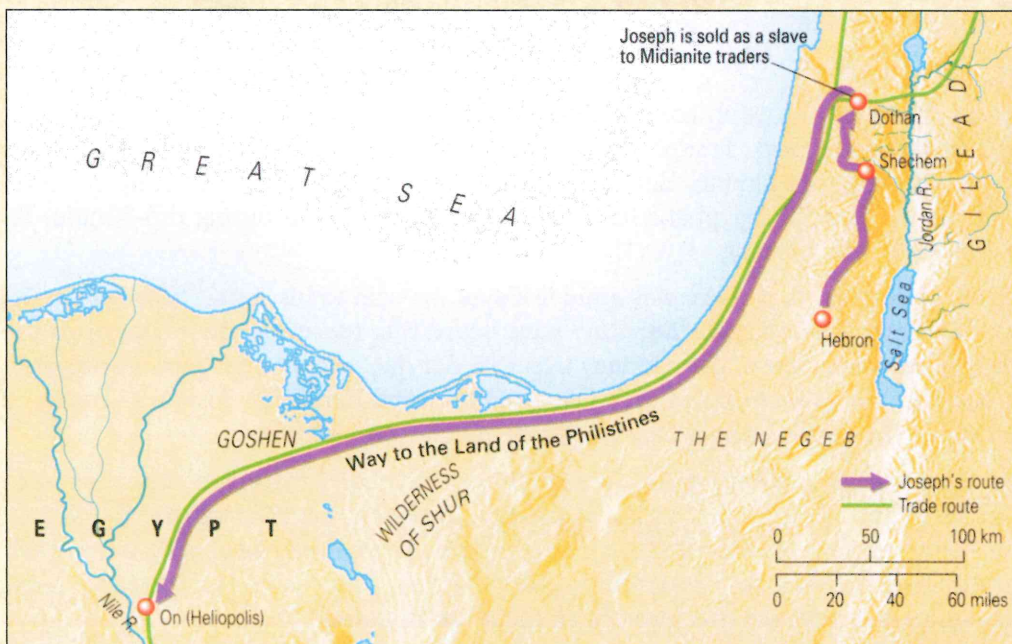 Joseph is sold as a slave
to Midianite traders
GREAT SEA
Dothan
Shechem
GILEAD
Jordan R.
Hebron
Salt Sea
GOSHEN
Way to the Land of the Philistines
THE NEGEB
WILDERNESS
OF SHUR
EGYPT
Joseph's route
Trade route
0 50 100 km
0 20 40 60 miles
Nile R.
On (Heliopolis)